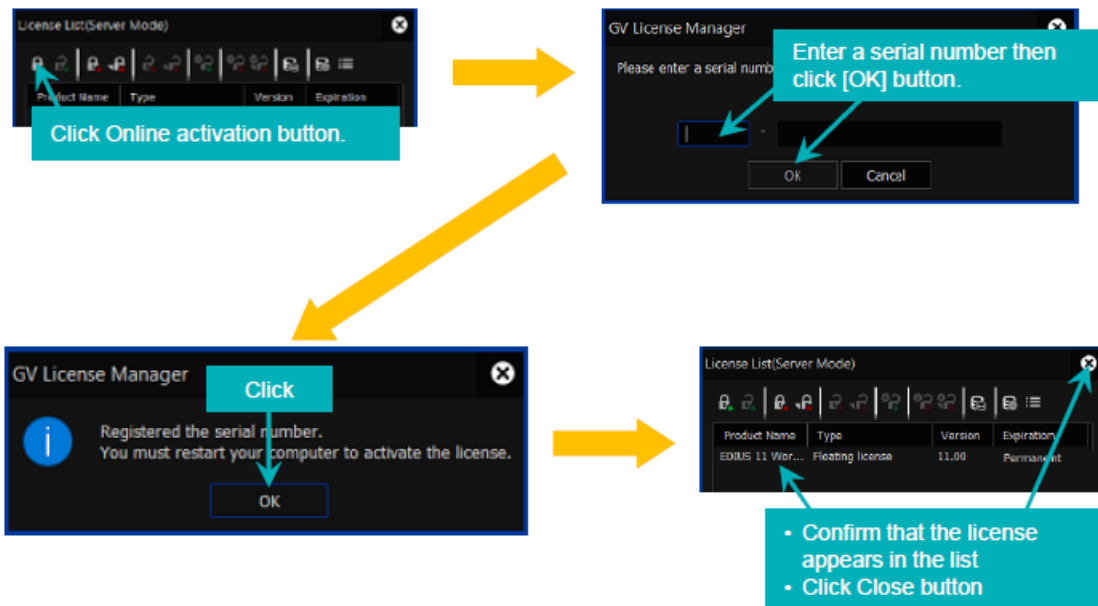 License List(Server Mode)
Product Name Type Version Expiration
Click Online activation button.
GV License Manager
Please enter a serial numb
Enter a serial number then
click [OK] button.
-
OK Cancel
GV License Manager
Click
Registered the serial number.
You must restart your computer to activate the license.
OK
License List(Server Mode)
Product Name Type Version Expiration
EDIUS 11 Wor... Floating license 11.00 Permanent
• Confirm that the license
appears in the list
• Click Close button